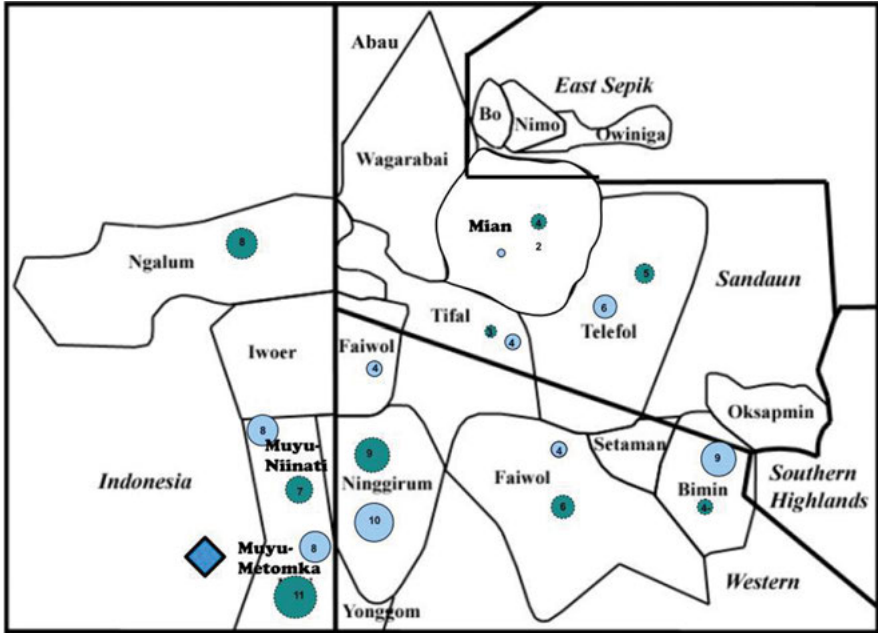 Abau
East Sepik
Bo
Nimo
Owiniga
Wagarabai
Mian
4
2
Ngalum
8
5
Sandaun
6
Telefol
Tifal
3
4
Iwoer
Faiwol
4
Oksapmin
8
Muyu-
Niinati
7
9
Ninggirum
10
4
Faiwol
6
Setaman
9
Bimin
4
Southern
Highlands
Indonesia
Muyu-
Metomka
8
11
Yonggom
Western